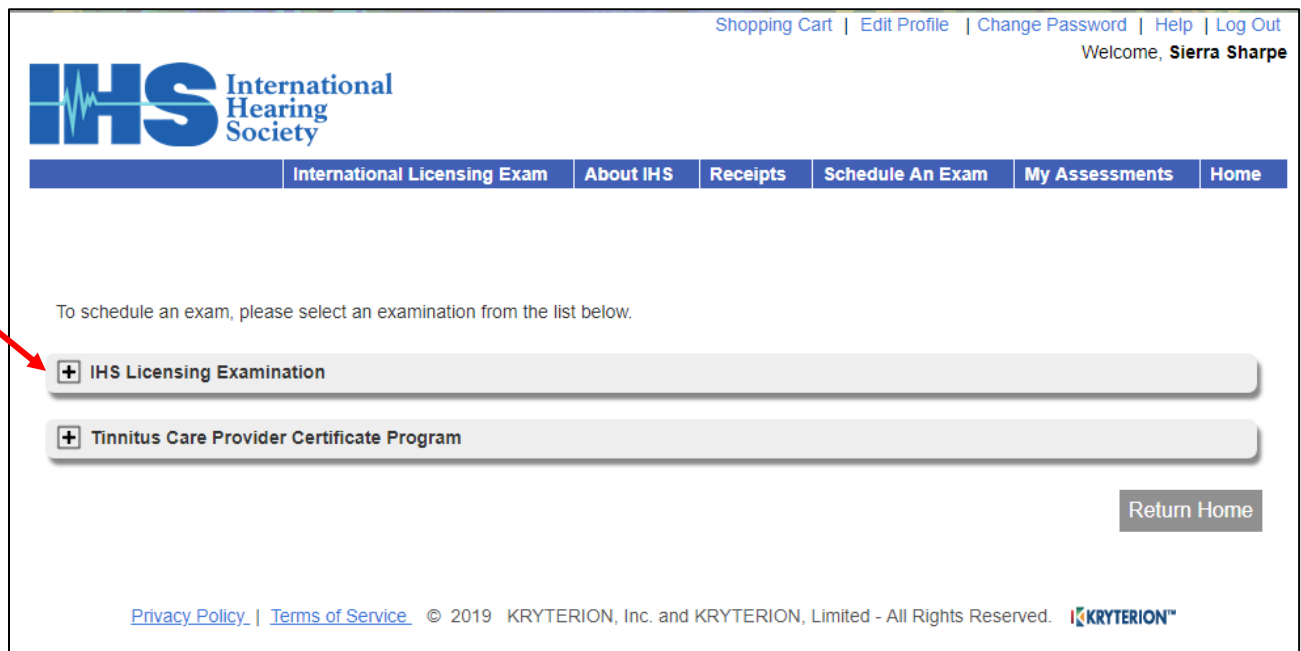 Shopping Cart | Edit Profile | Change Password | Help | Log Out
Welcome, Sierra Sharpe
IHS International
Hearing
Society
International Licensing Exam | About IHS | Receipts | Schedule An Exam | My Assessments | Home
To schedule an exam, please select an examination from the list below.
+ IHS Licensing Examination
+ Tinnitus Care Provider Certificate Program
Return Home
Privacy Policy | Terms of Service © 2019 KRYTERION, Inc. and KRYTERION, Limited - All Rights Reserved. KRYTERION™